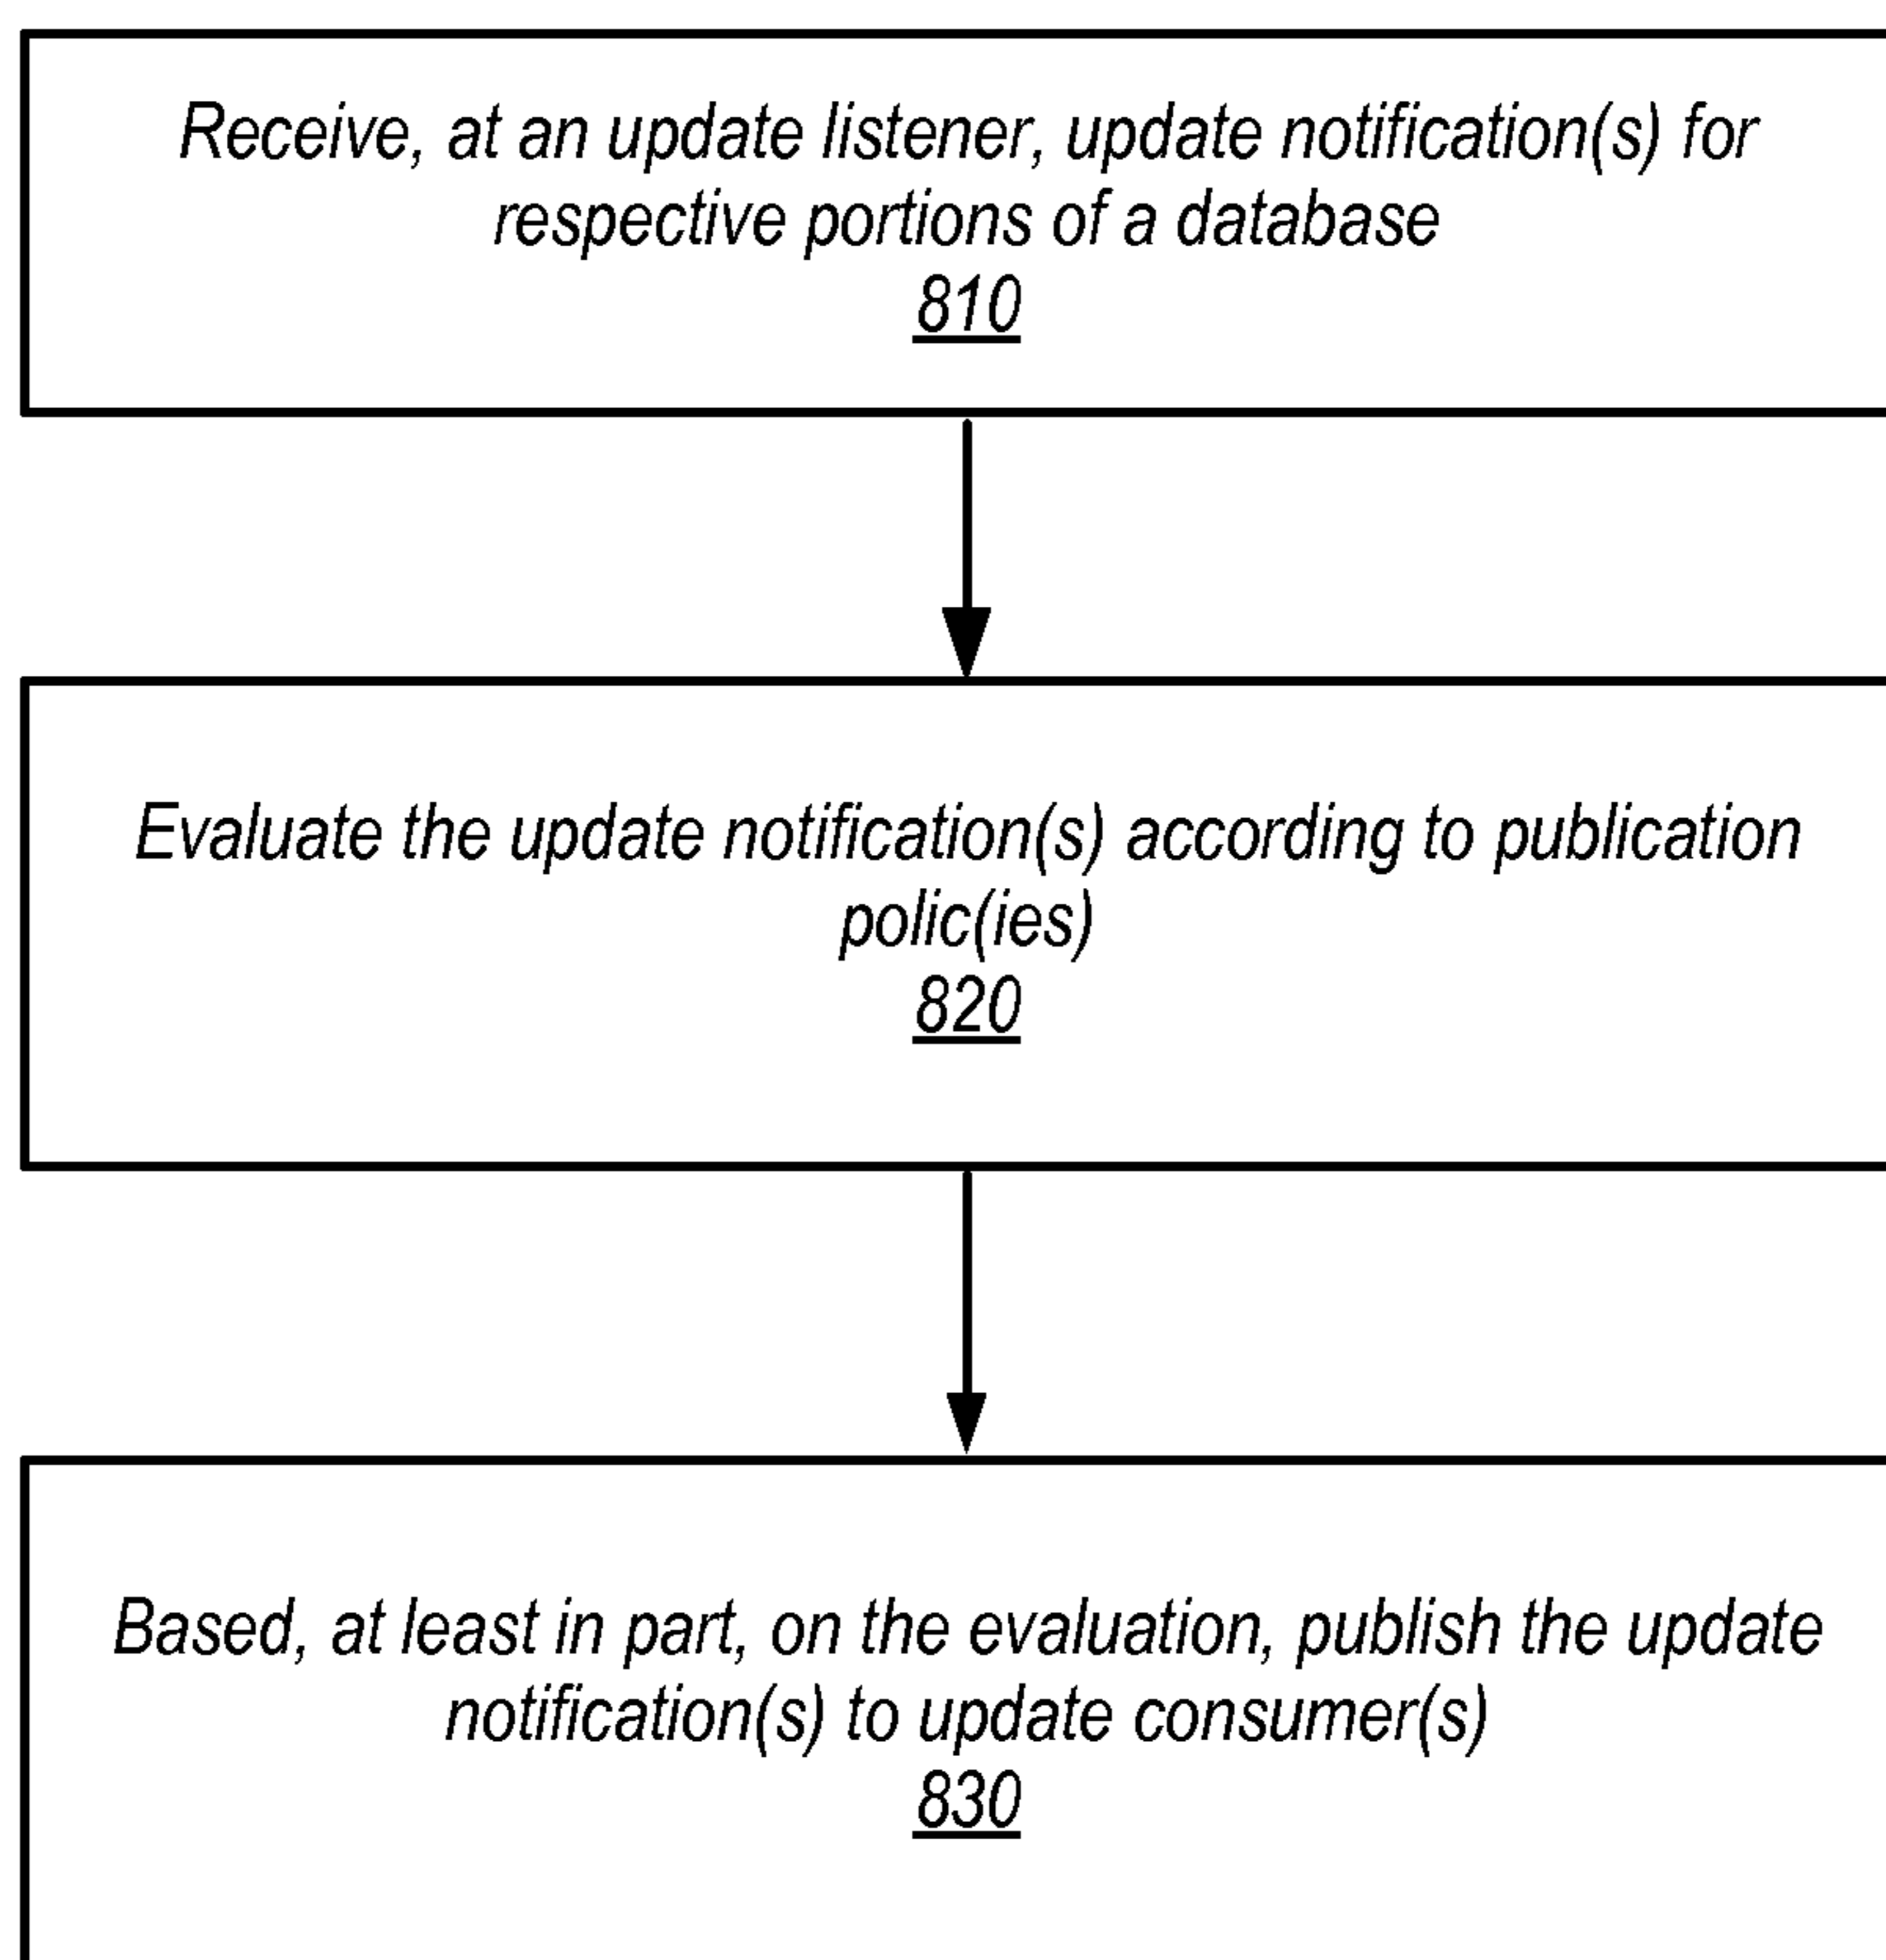 Receive, at an update listener, update notification(s) for
respective portions of a database
810
Evaluate the update notification(s) according to publication
polic(ies)
820
Based, at least in part, on the evaluation, publish the update
notification(s) to update consumer(s)
830